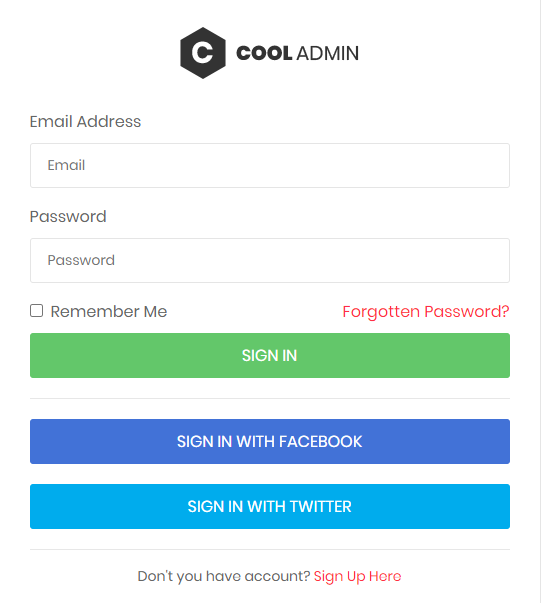 C COOL ADMIN
Email Address
Email
Password
Password
Remember Me Forgotten Password?
SIGN IN
SIGN IN WITH FACEBOOK
SIGN IN WITH TWITTER
Don't you have account? Sign Up Here